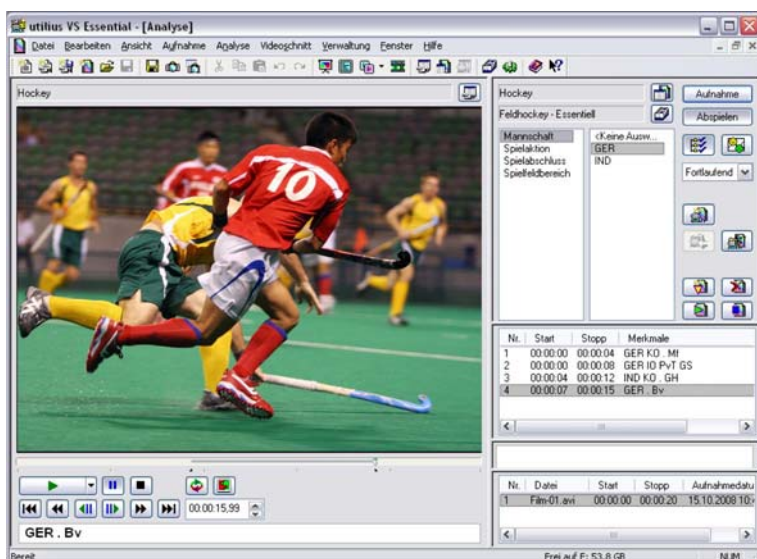 utilius VS Essential - [Analyse]
Datei Bearbeiten Ansicht Aufnahme Analyse Videoschnitt Verwaltung Fenster Hilfe
Hockey
10
GER . Bv
00:00:15,99
Hockey
Feldhockey - Essentiell
Aufnahme
Abspielen
Fortlaufend
Mannschaft
Spielaktion
Spielabschluss
Spielfeldbereich
<Keine Ausw...
GER
IND
Nr. Start Stopp Merkmale
1 00:00:00 00:00:04 GER KO . Mf
2 00:00:00 00:00:08 GER IO PvT GS
3 00:00:04 00:00:12 IND KO . GH
4 00:00:07 00:00:15 GER . Bv
Nr. Datei Start Stopp Aufnahmedatu
1 Film-01.avi 00:00:00 00:00:20 15.10.2008 10:
Bereit
Frei auf F: 53,8 GB
NUM